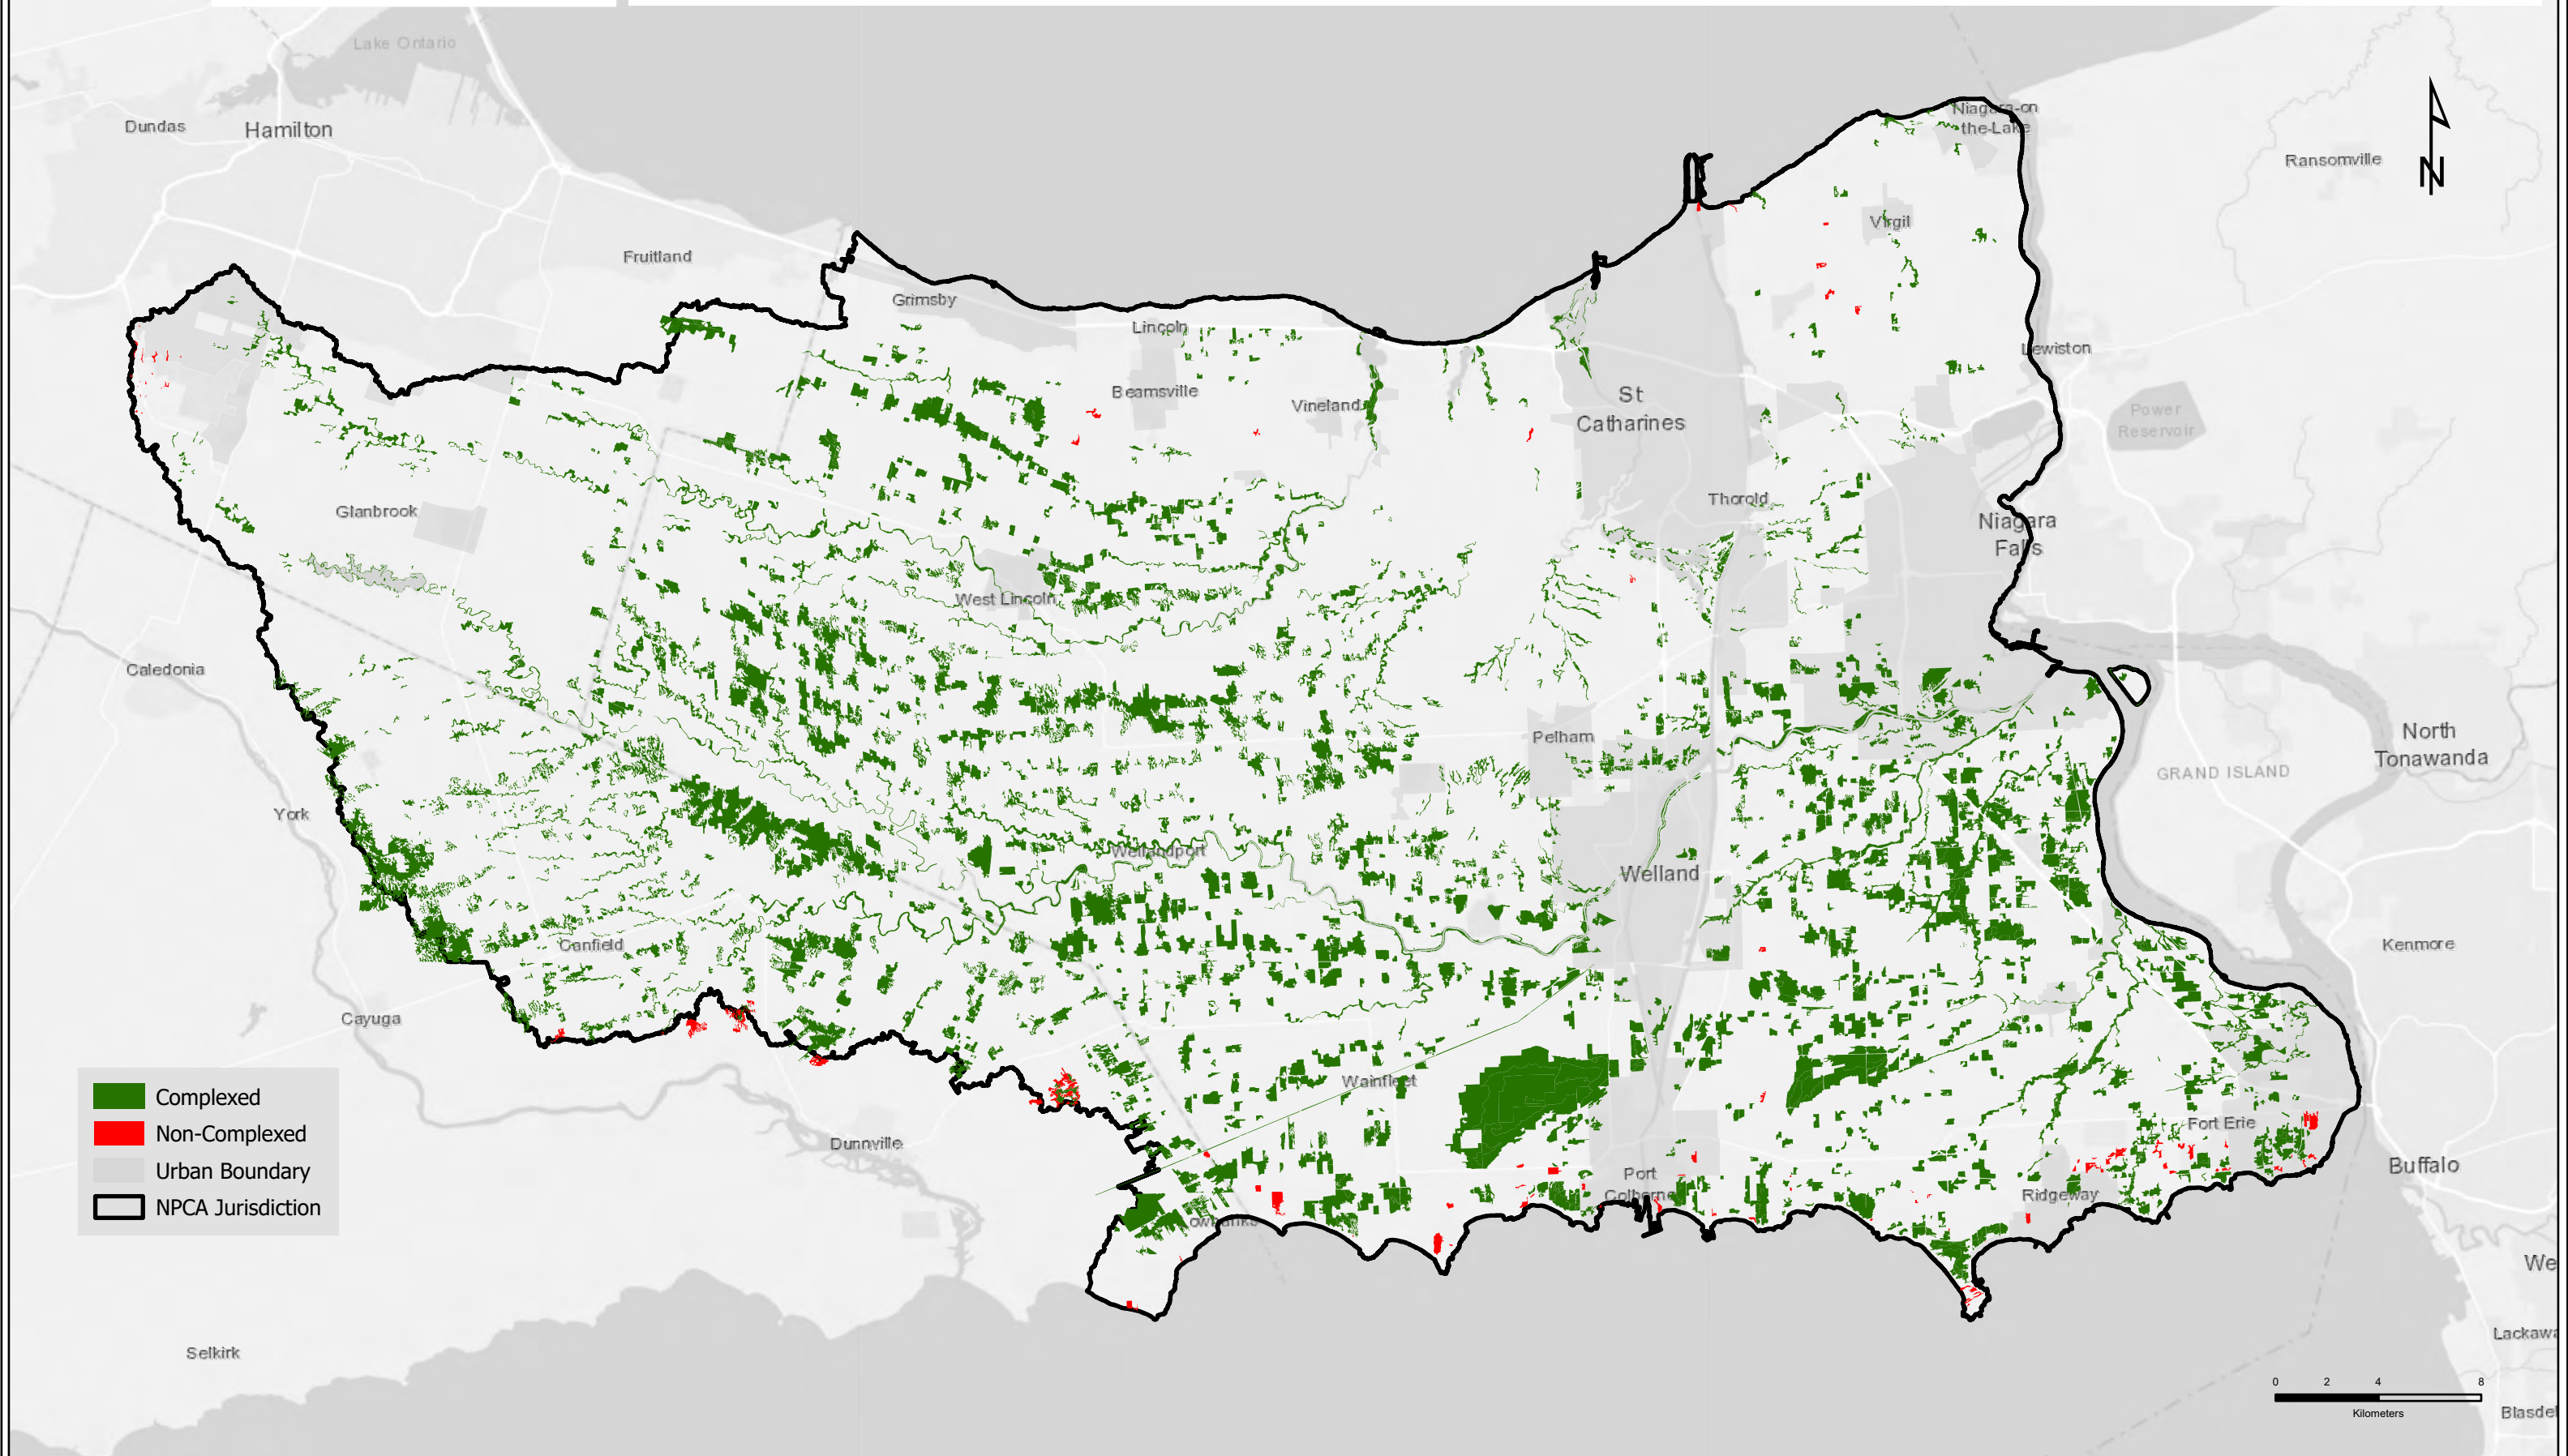 Lake Ontario
Dundas
Hamilton
Niagara-on
the-Lake
Ransomville
N
Virgil
Fruitland
Grimsby
Lincoln
Lewiston
Beamsville
Vineland
St
Catharines
Power
Reservoir
Glanbrook
Thorold
Niagara
Falls
West Lincoln
Caledonia
Pelham
North
Tonawanda
GRAND ISLAND
York
Wellandport
Welland
Canfield
Kenmore
Cayuga
Wainfleet
Complexed
Non-Complexed
Urban Boundary
NPCA Jurisdiction
Dunnville
Fort Erie
Buffalo
Port
Colborne
Ridgeway
We
Selkirk
Lackawa
0 2 4 8
Kilometers
Blasdel